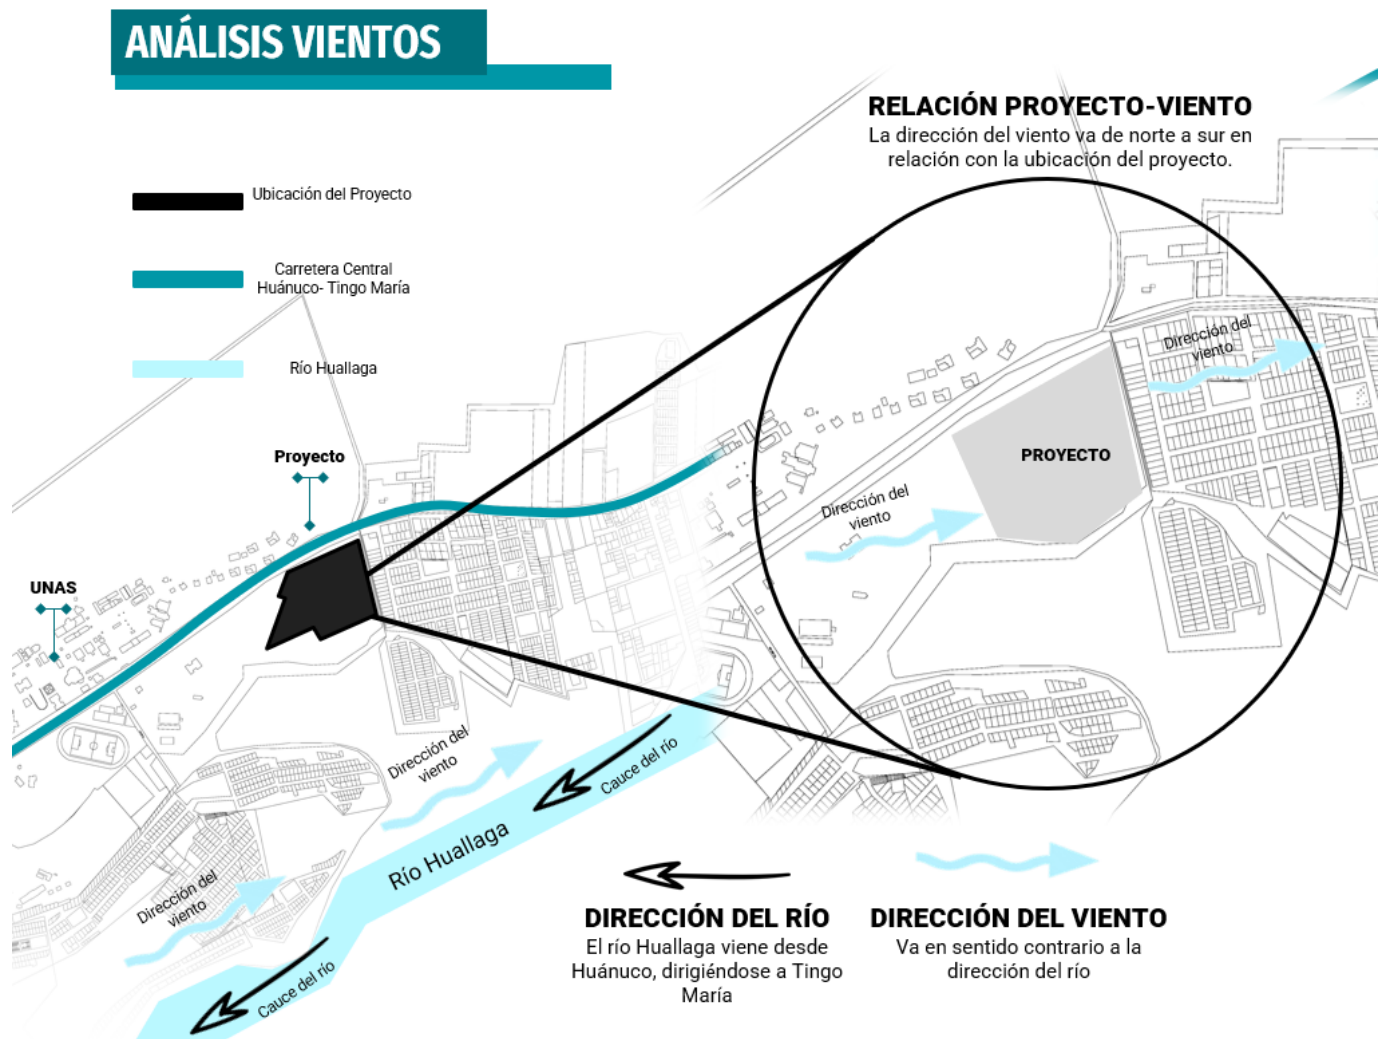 ANÁLISIS VIENTOS
RELACIÓN PROYECTO-VIENTO
La dirección del viento va de norte a sur en
relación con la ubicación del proyecto.
Ubicación del Proyecto
Carretera Central
Huánuco- Tingo María
Río Huallaga
Proyecto
UNAS
Dirección del
viento
PROYECTO
Dirección del
viento
Dirección del
viento
Cauce del río
Río Huallaga
Dirección del
viento
Cauce del río
DIRECCIÓN DEL RÍO
El río Huallaga viene desde
Huánuco, dirigiéndose a Tingo
María
DIRECCIÓN DEL VIENTO
Va en sentido contrario a la
dirección del río